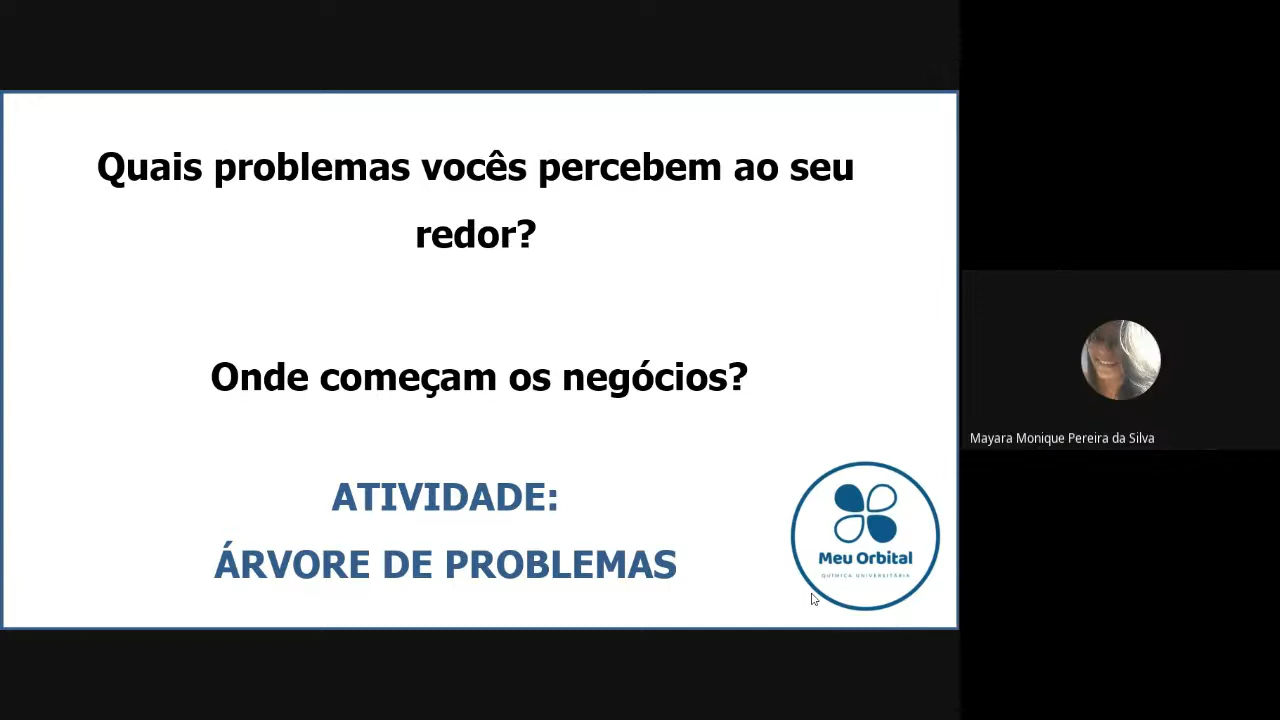 Quais problemas vocês percebem ao seu
redor?
Onde começam os negócios?
ATIVIDADE:
ÁRVORE DE PROBLEMAS
Meu Orbital
QUÍMICA UNIVERSITÁRIA
Mayara Monique Pereira da Silva